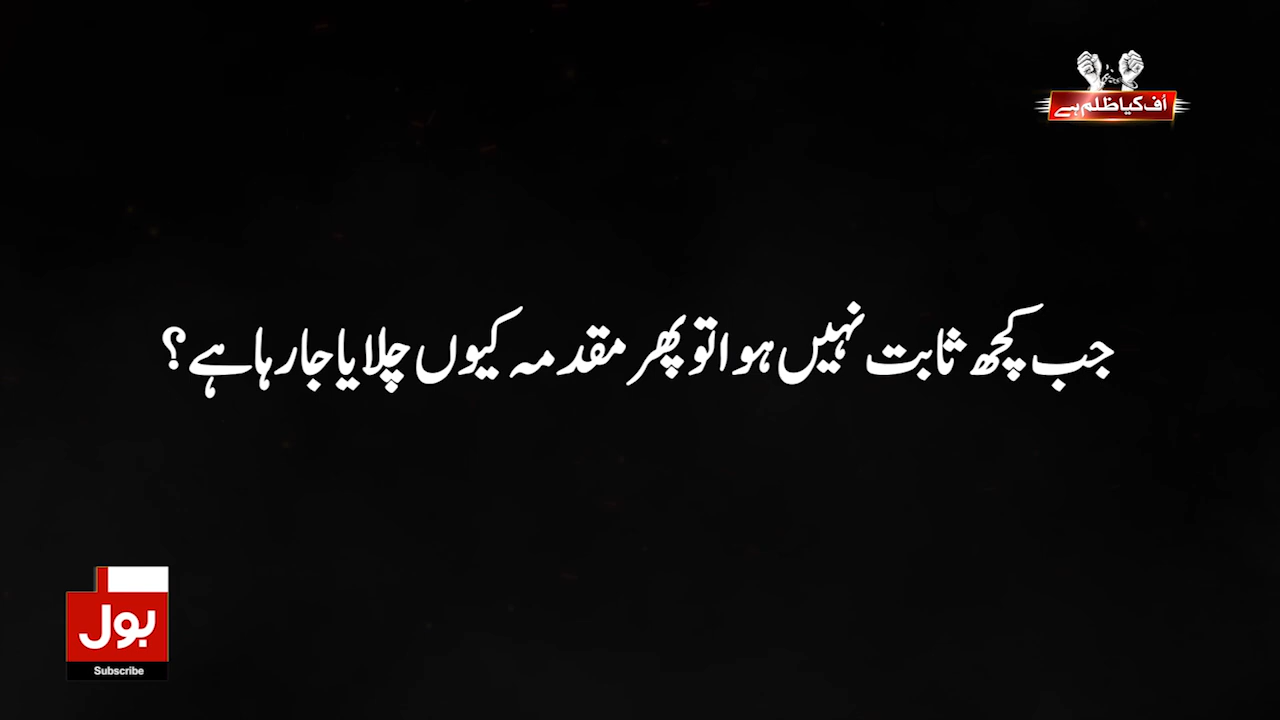 اُف کیا ظلم ہے
جب کچھ ثابت نہیں ہوا تو پھر مقدمہ کیوں چلایا جا رہا ہے؟
بول
Subscribe